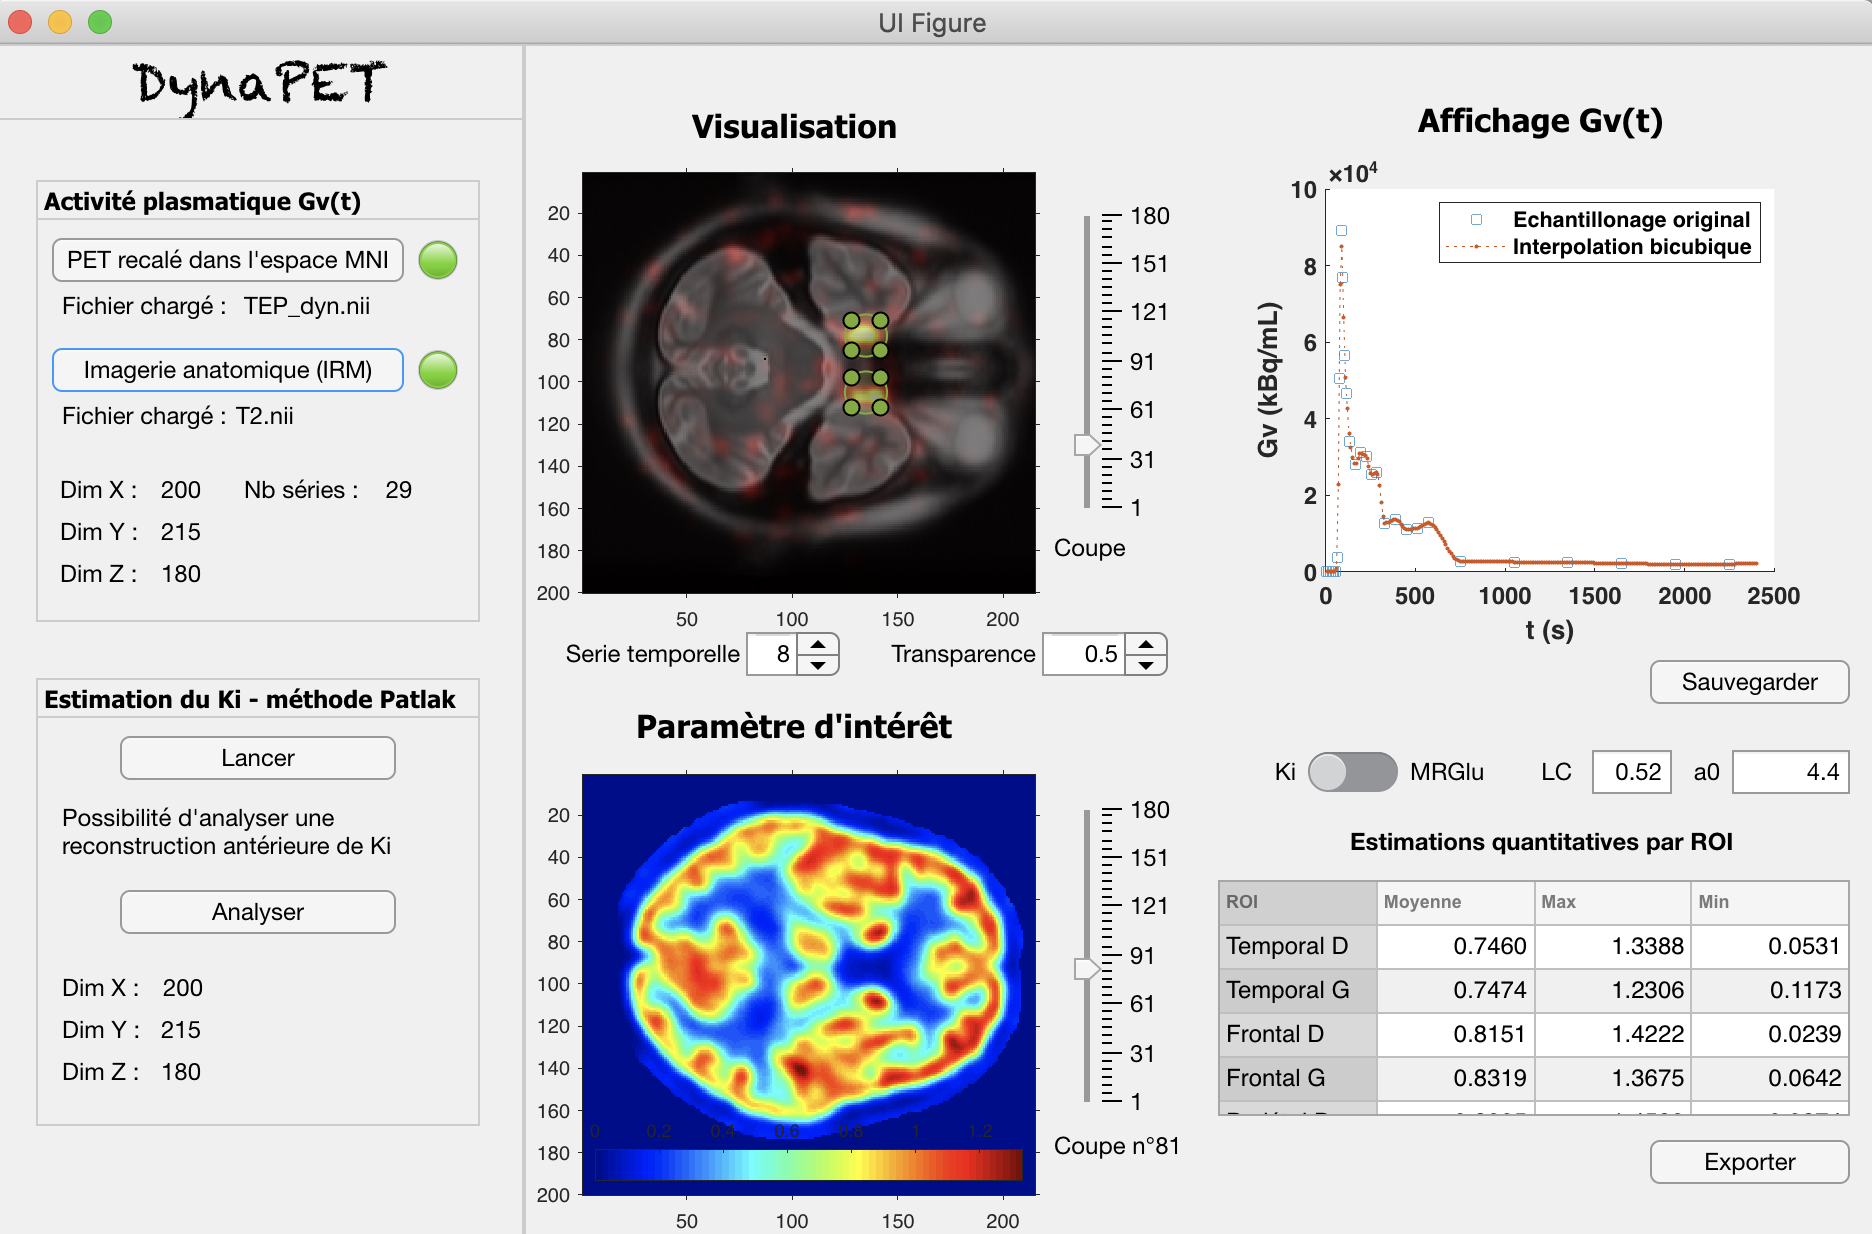 UI Figure
DynaPET
Activité plasmatique Gv(t)
PET recalé dans l'espace MNI
Fichier chargé : TEP_dyn.nii
Imagerie anatomique (IRM)
Fichier chargé : T2.nii
Dim X : 200 Nb séries : 29
Dim Y : 215
Dim Z : 180
Estimation du Ki - méthode Patlak
Lancer
Possibilité d'analyser une
reconstruction antérieure de Ki
Analyser
Dim X : 200
Dim Y : 215
Dim Z : 180
Visualisation
20
40
60
80
100
120
140
160
180
200
50 100 150 200
180
151
121
91
61
31
1
Coupe
Serie temporelle 8 Transparence 0.5
Paramètre d'intérêt
20
40
60
80
100
120
140
160
180
200
0 0.2 0.4 0.6 0.8 1 1.2
50 100 150 200
180
151
121
91
61
31
1
Coupe n°81
Affichage Gv(t)
×10⁴
10
8
6
4
2
0
Gv (kBq/mL)
Echantillonage original
Interpolation bicubique
0 500 1000 1500 2000 2500
t (s)
Sauvegarder
Ki MRGlu LC 0.52 a0 4.4
Estimations quantitatives par ROI
ROI Moyenne Max Min
Temporal D 0.7460 1.3388 0.0531
Temporal G 0.7474 1.2306 0.1173
Frontal D 0.8151 1.4222 0.0239
Frontal G 0.8319 1.3675 0.0642
Exporter